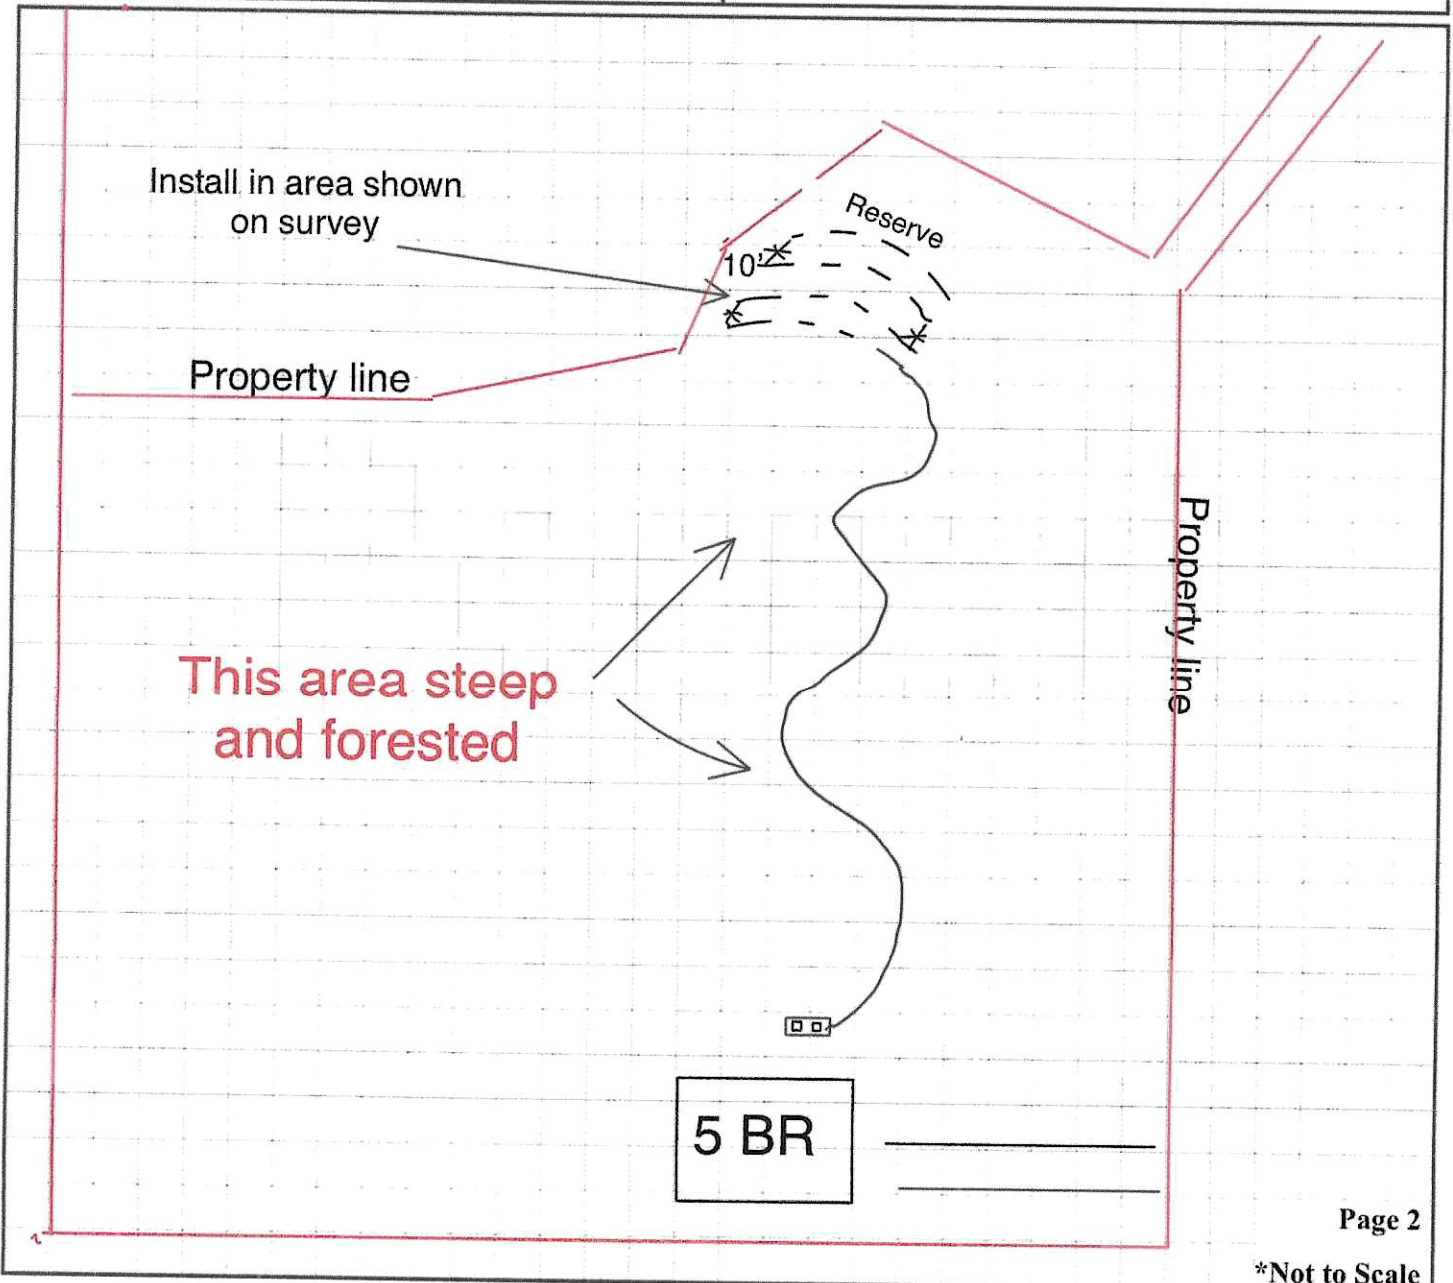 Install in area shown
on survey
Reserve
10'
Property line
Property line
This area steep
and forested
5 BR
Page 2
*Not to Scale